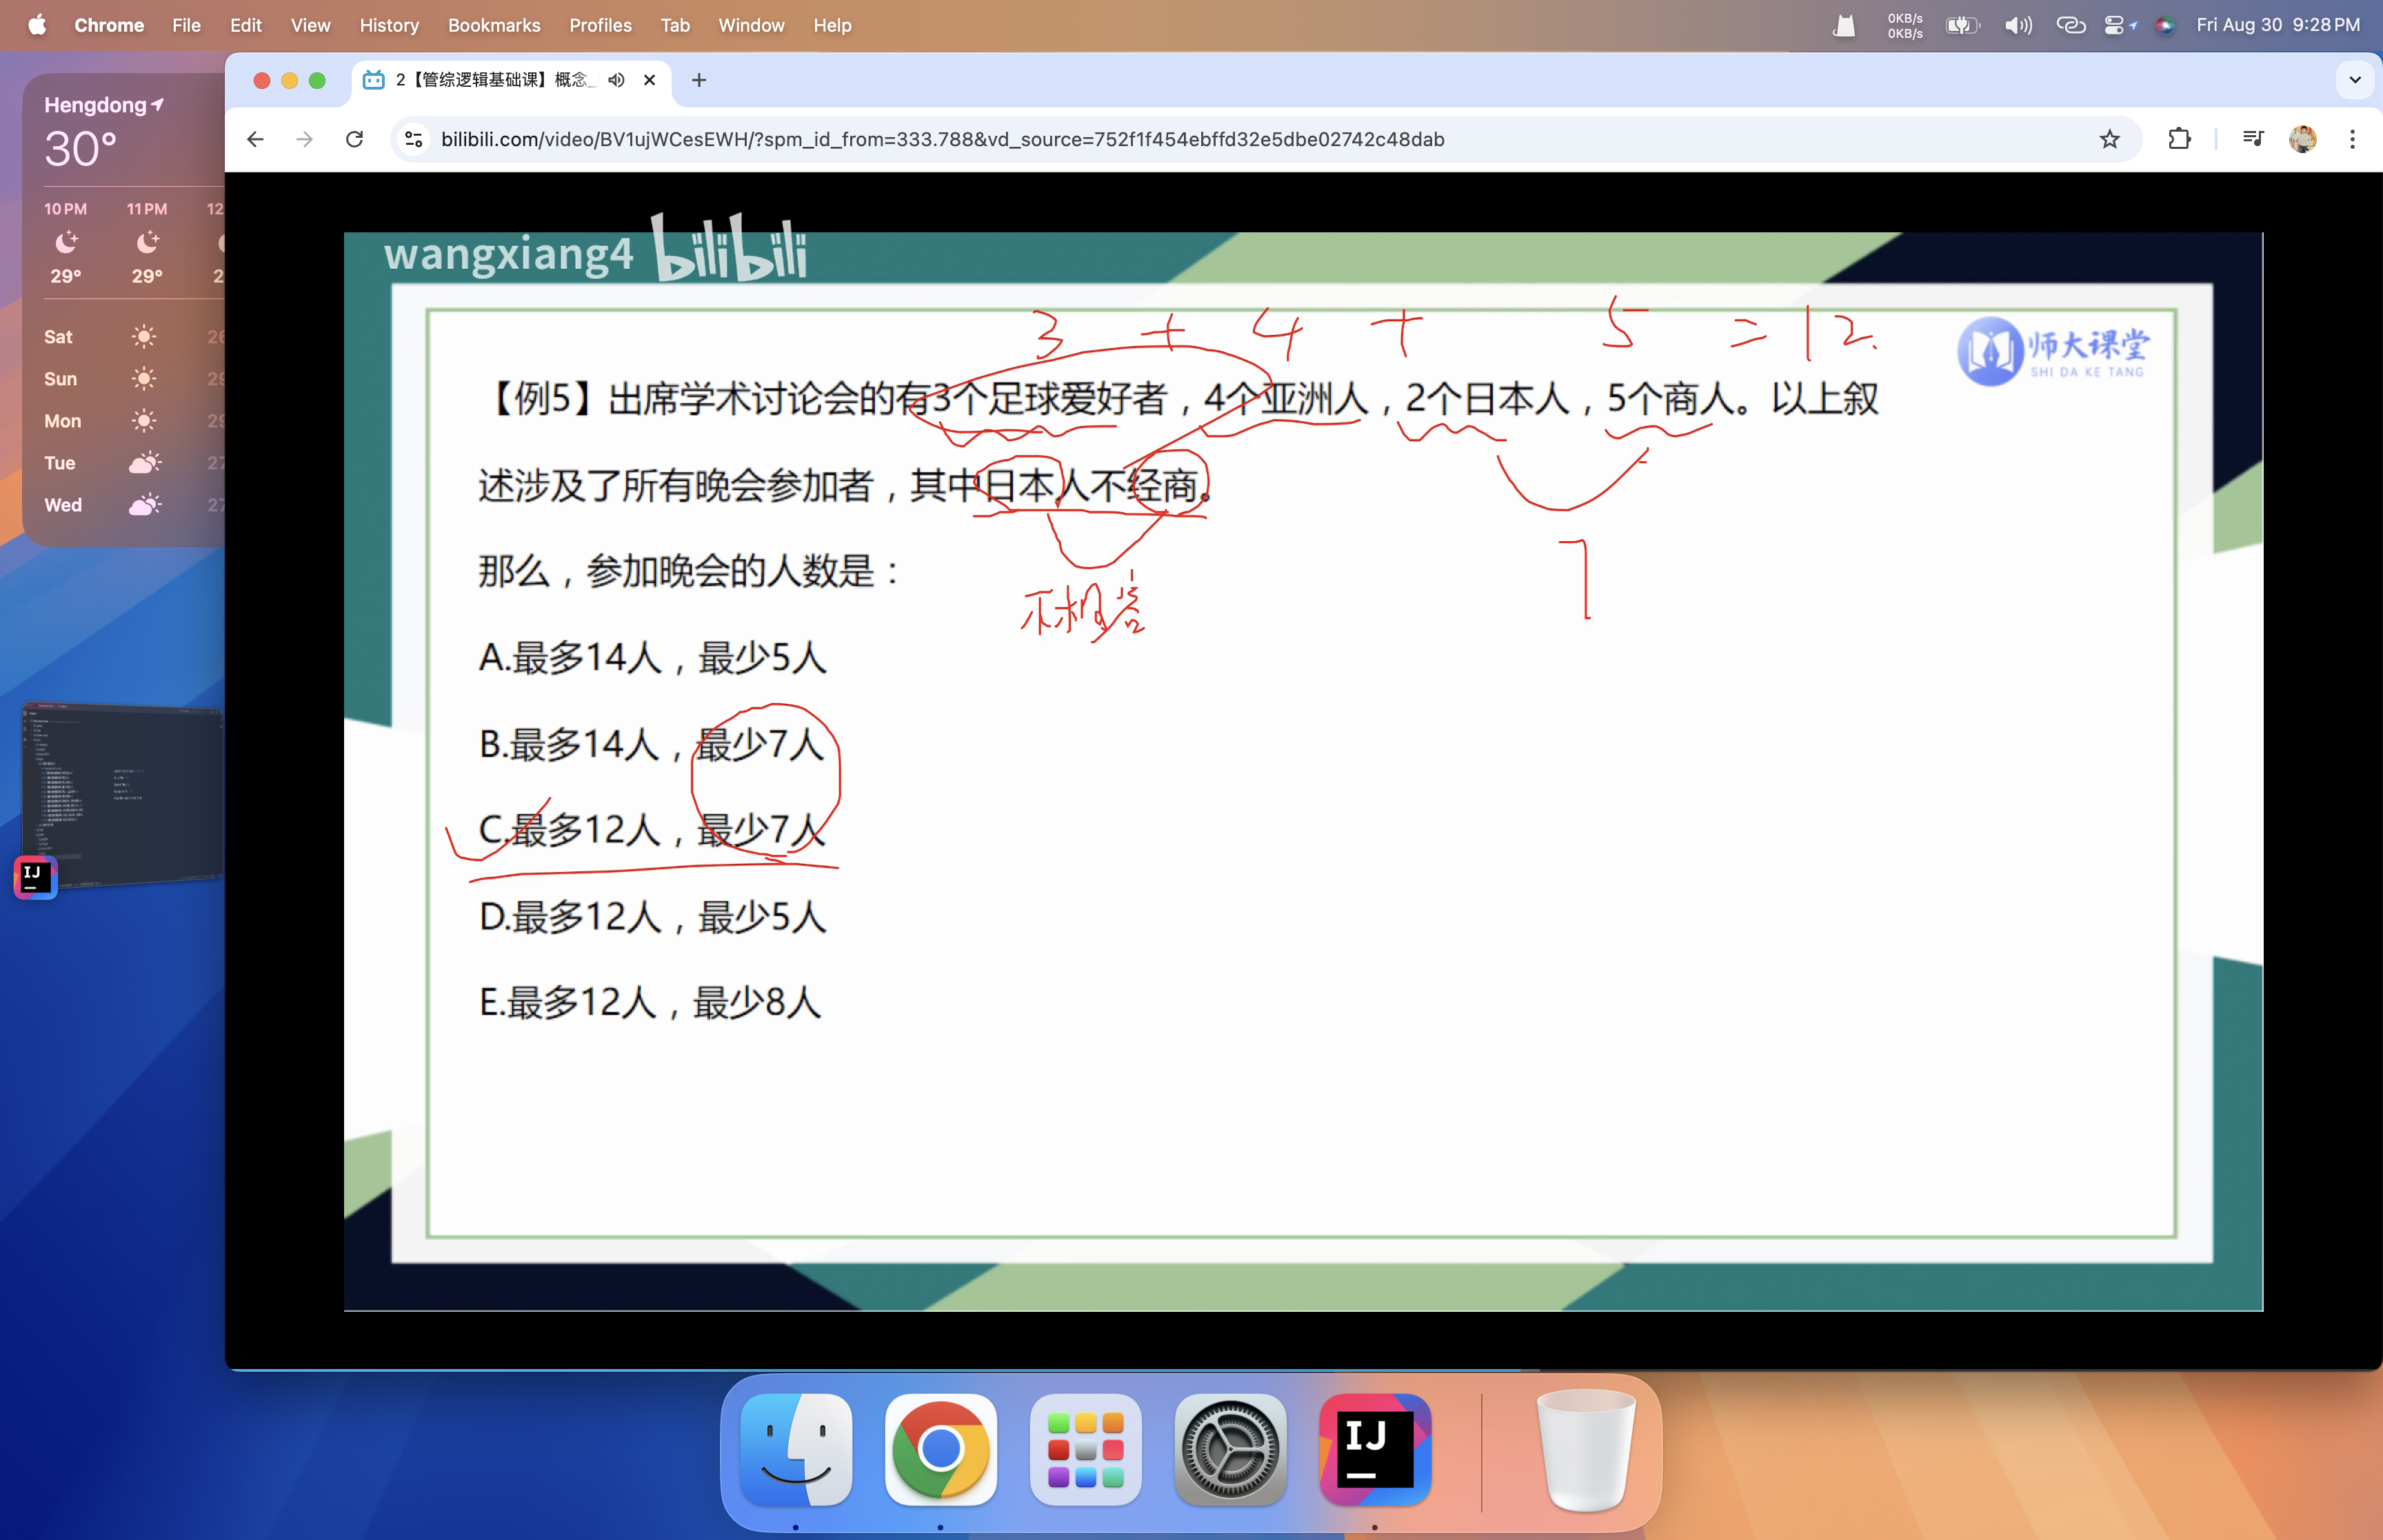 Chrome File Edit View History Bookmarks Profiles Tab Window Help
0KB/s
0KB/s
Fri Aug 30 9:28 PM
Hengdong
30°
10 PM 11 PM 12
29° 29° 2
Sat 26
Sun 29
Mon 29
Tue 27
Wed 27
2【管综逻辑基础课】概念_
bilibili.com/video/BV1ujWCesEWH/?spm_id_from=333.788&vd_source=752f1f454ebffd32e5dbe02742c48dab
wangxiang4 bilibili
3 + 4 + 5 = 12.
师大课堂
SHI DA KE TANG
【例5】出席学术讨论会的有3个足球爱好者，4个亚洲人，2个日本人，5个商人。以上叙
述涉及了所有晚会参加者，其中日本人不经商。
7
那么，参加晚会的人数是：
不相容
A.最多14人，最少5人
B.最多14人，最少7人
C.最多12人，最少7人
D.最多12人，最少5人
E.最多12人，最少8人
IJ
IJ